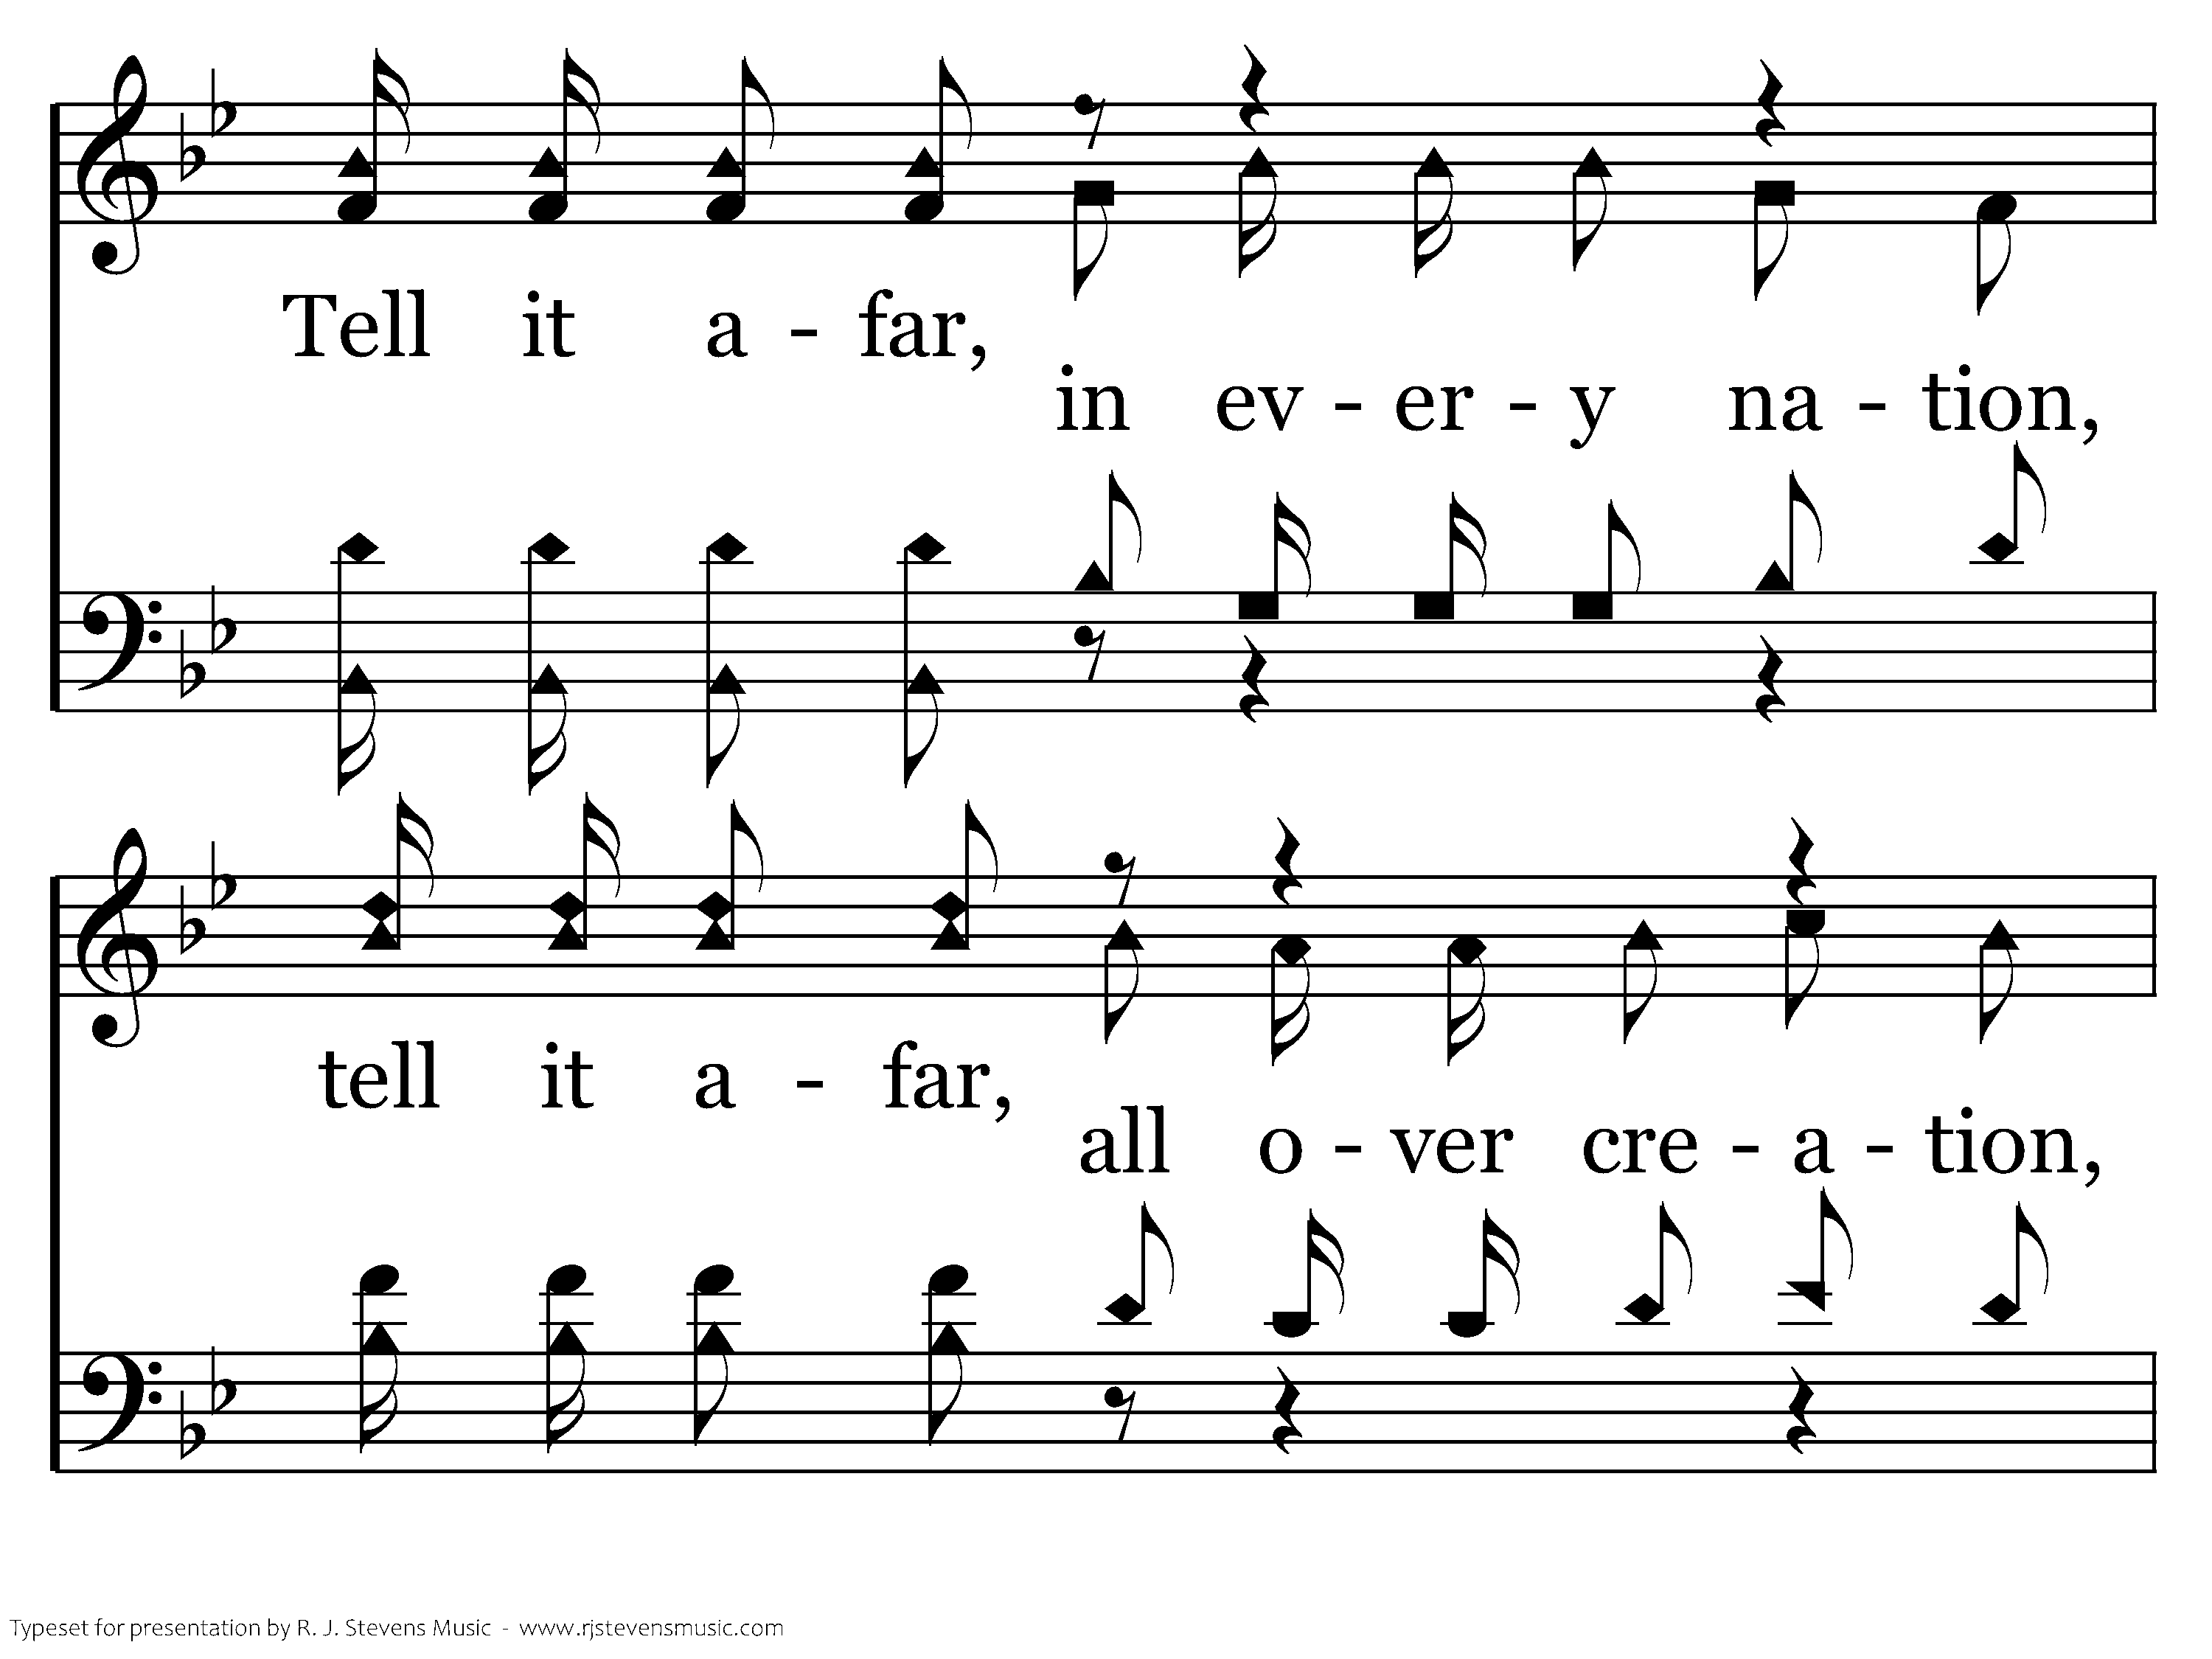 Tell it a - far,
in ev - er - y na - tion,
tell it a - far,
all o - ver cre - a - tion,
Typeset for presentation by R. J. Stevens Music - www.rjstevensmusic.com